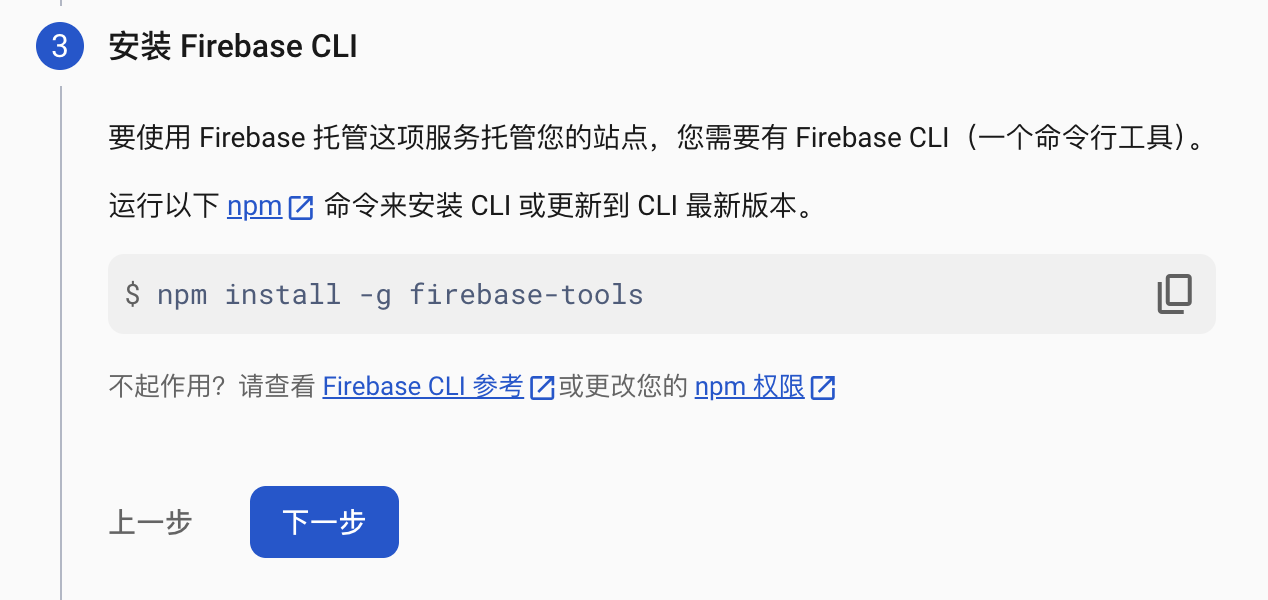 3 安装 Firebase CLI
要使用 Firebase 托管这项服务托管您的站点，您需要有 Firebase CLI（一个命令行工具）。
运行以下 npm 命令来安装 CLI 或更新到 CLI 最新版本。
$ npm install -g firebase-tools
不起作用？请查看 Firebase CLI 参考 或更改您的 npm 权限
上一步 下一步